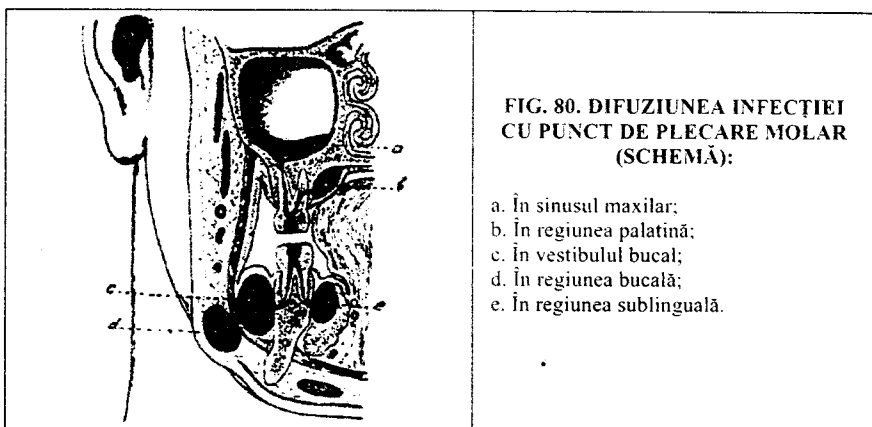 a
b
c
d
e
FIG. 80. DIFUZIUNEA INFECȚIEI
CU PUNCT DE PLECARE MOLAR
(SCHEMĂ):
a. În sinusul maxilar;
b. În regiunea palatină;
c. În vestibulul bucal;
d. În regiunea bucală;
e. În regiunea sublinguală.